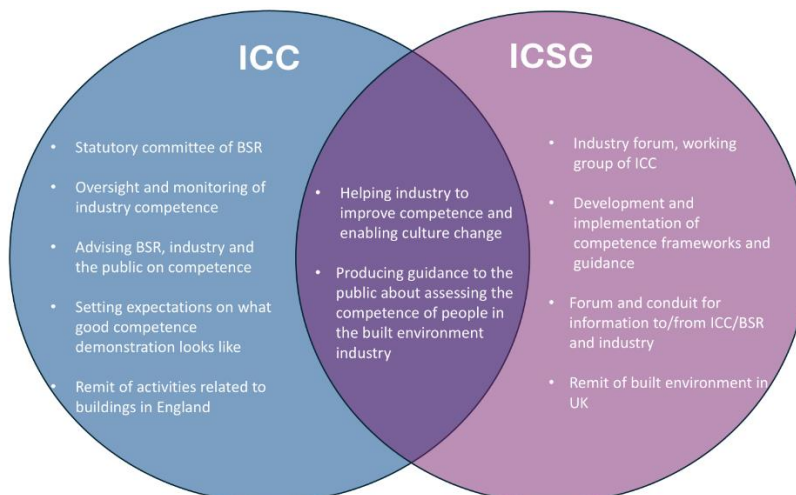 ICC
• Statutory committee of BSR
• Oversight and monitoring of
industry competence
• Advising BSR, industry and
the public on competence
• Setting expectations on what
good competence
demonstration looks like
• Remit of activities related to
buildings in England
• Helping industry to
improve competence and
enabling culture change
• Producing guidance to the
public about assessing the
competence of people in
the built environment
industry
ICSG
• Industry forum, working
group of ICC
• Development and
implementation of
competence frameworks and
guidance
• Forum and conduit for
information to/from ICC/BSR
and industry
• Remit of built environment in
UK